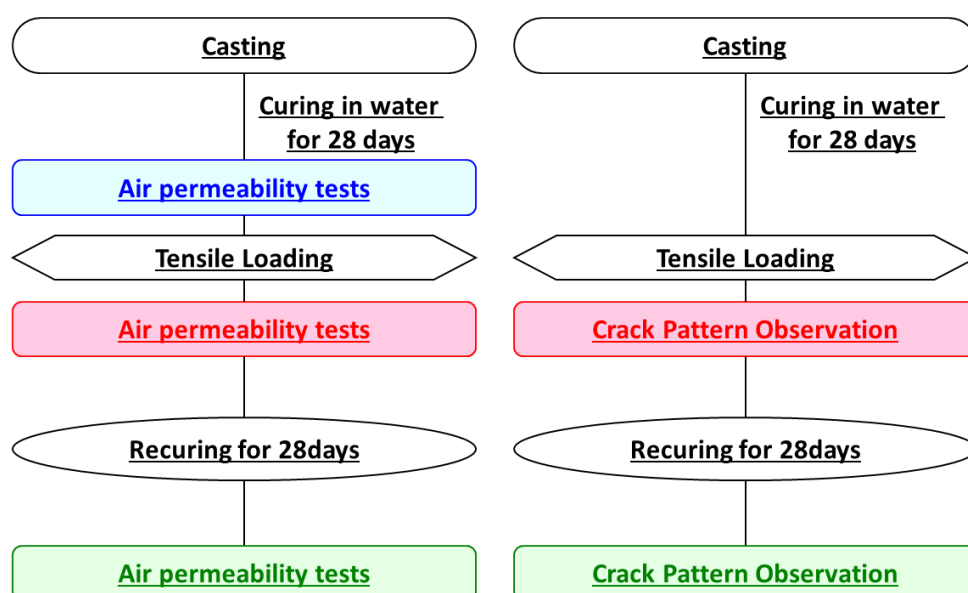 Casting
Curing in water
for 28 days
Air permeability tests
Tensile Loading
Air permeability tests
Recuring for 28days
Air permeability tests
Casting
Curing in water
for 28 days
Tensile Loading
Crack Pattern Observation
Recuring for 28days
Crack Pattern Observation